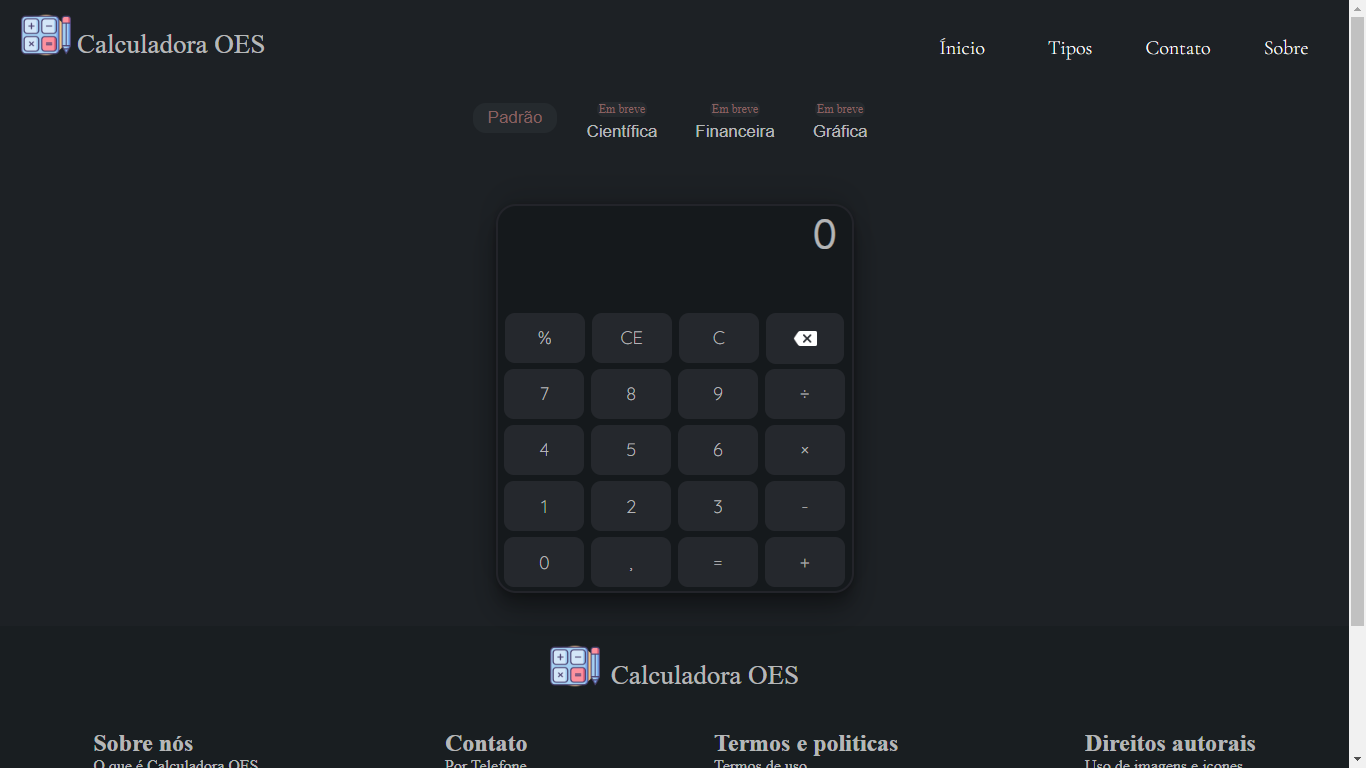 Calculadora OES
Ínicio Tipos Contato Sobre
Padrão
Em breve Em breve Em breve
Científica Financeira Gráfica
0
% CE C
7 8 9 ÷
4 5 6 ×
1 2 3 -
0 , = +
Calculadora OES
Sobre nós Contato Termos e politicas Direitos autorais
O que é Calculadora OES Por Telefone Termos de uso Uso de imagens e icones